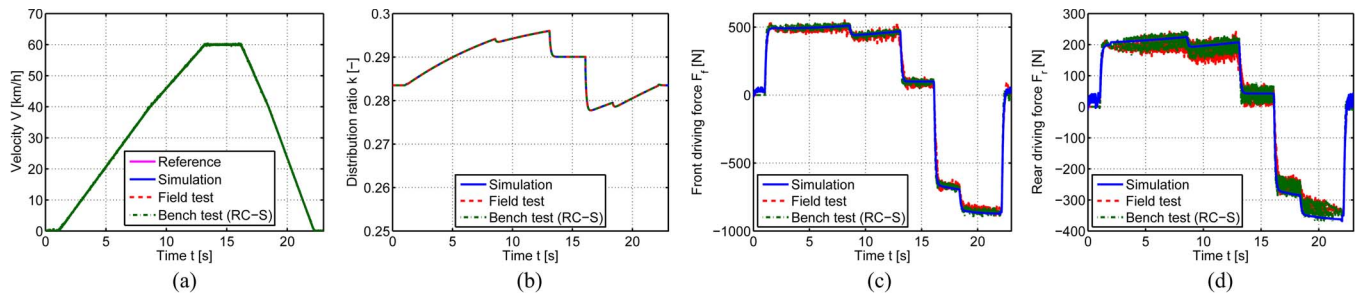 Velocity V [km/h]
70
60
50
40
30
20
10
0
Reference
Simulation
Field test
Bench test (RC−S)
0 5 10 15 20
Time t [s]
(a)
Distribution ratio k [−]
0.3
0.29
0.28
0.27
0.26
0.25
Simulation
Field test
Bench test (RC−S)
0 5 10 15 20
Time t [s]
(b)
Front driving force Ff [N]
500
0
−500
−1000
Simulation
Field test
Bench test (RC−S)
0 5 10 15 20
Time t [s]
(c)
Rear driving force Fr [N]
300
200
100
0
−100
−200
−300
−400
Simulation
Field test
Bench test (RC−S)
0 5 10 15 20
Time t [s]
(d)